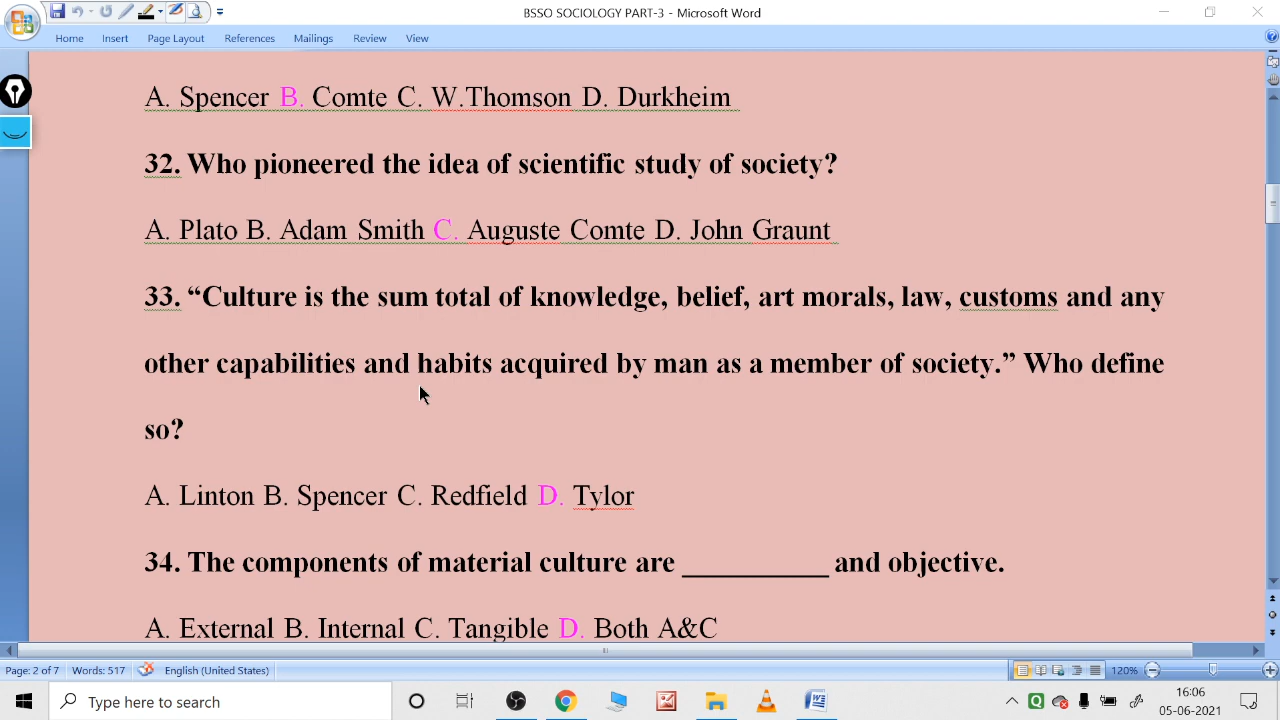 BSSO SOCIOLOGY PART-3 - Microsoft Word
Home Insert Page Layout References Mailings Review View
A. Spencer B. Comte C. W.Thomson D. Durkheim
32. Who pioneered the idea of scientific study of society?
A. Plato B. Adam Smith C. Auguste Comte D. John Graunt
33. “Culture is the sum total of knowledge, belief, art morals, law, customs and any
other capabilities and habits acquired by man as a member of society.” Who define
so?
A. Linton B. Spencer C. Redfield D. Tylor
34. The components of material culture are ___________ and objective.
A. External B. Internal C. Tangible D. Both A&C
Page: 2 of 7 Words: 517 English (United States) 120%
Type here to search 16:06
05-06-2021